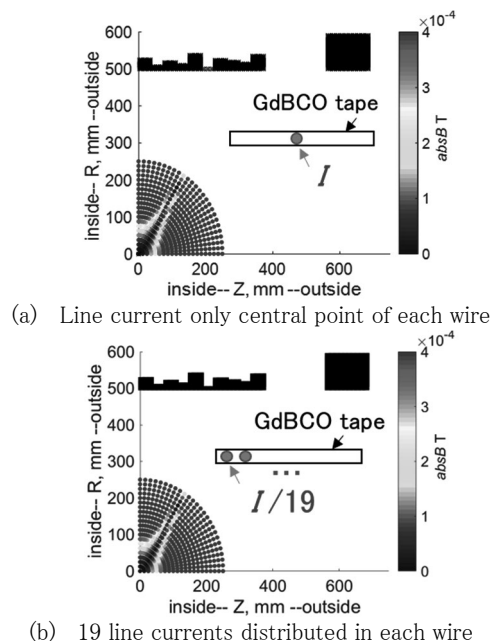 ×10⁻⁴
600
500
400
300
200
100
0
inside-- R, mm --outside
GdBCO tape
I
4
3
2
1
0
absB T
0
200
400
600
inside-- Z, mm --outside
(a) Line current only central point of each wire
×10⁻⁴
600
500
400
300
200
100
0
inside-- R, mm --outside
GdBCO tape
...
I/19
4
3
2
1
0
absB T
0
200
400
600
inside-- Z, mm --outside
(b) 19 line currents distributed in each wire